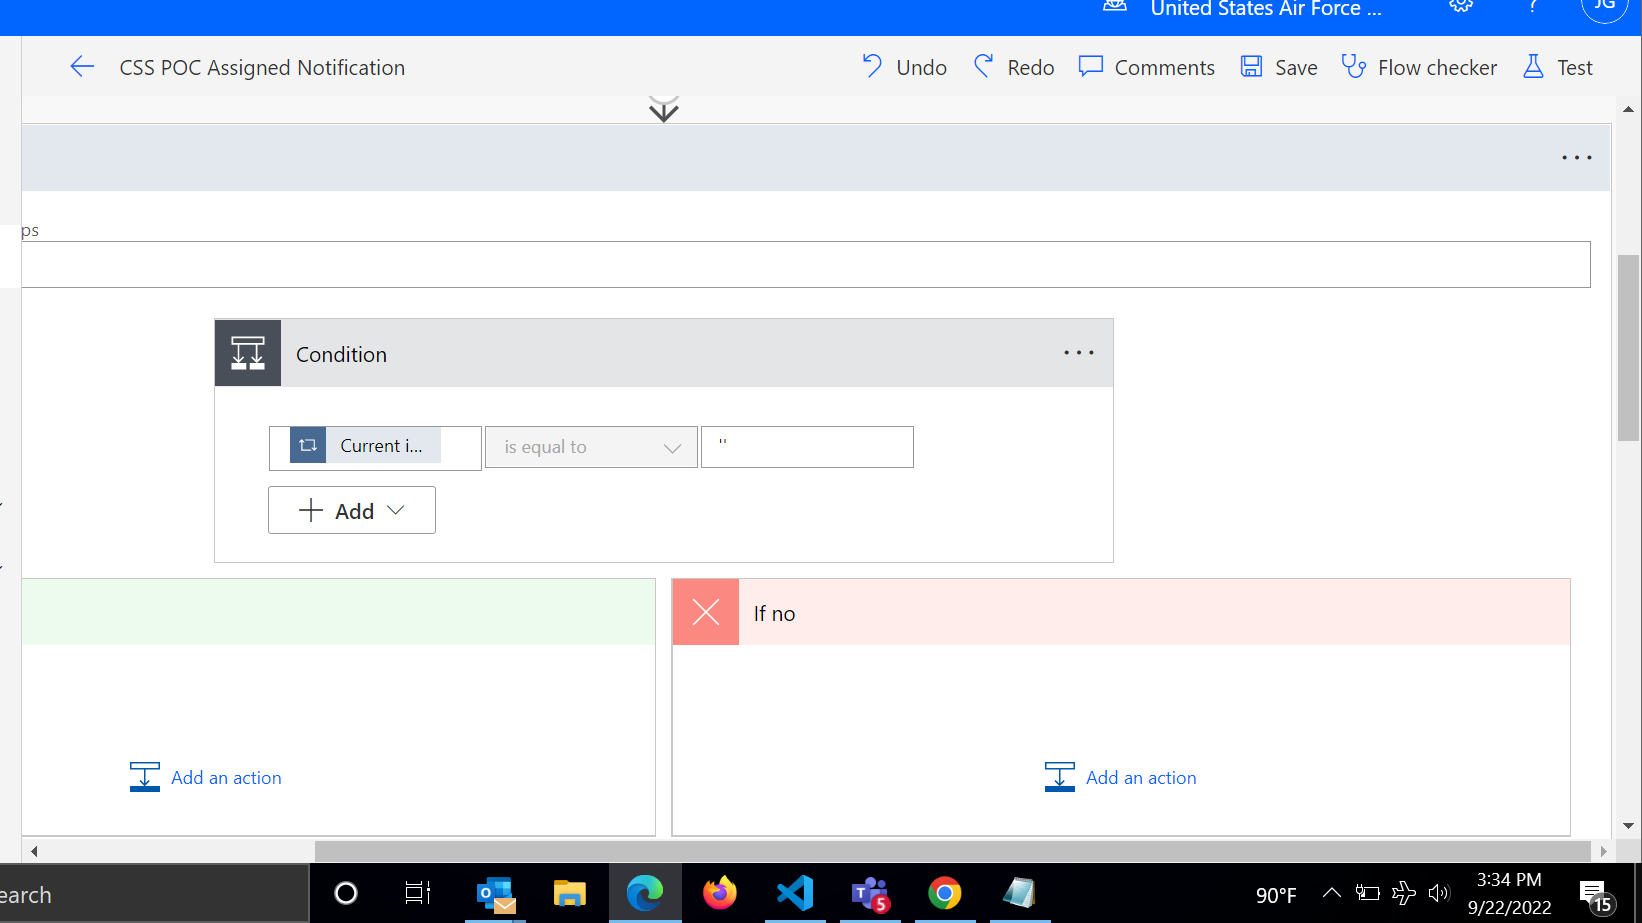 United States Air Force ...
?
JG
CSS POC Assigned Notification
Undo
Redo
Comments
Save
Flow checker
Test
ps
Condition
Current i...
is equal to
''
Add
If no
Add an action
Add an action
earch
5
90°F
3:34 PM
9/22/2022
15